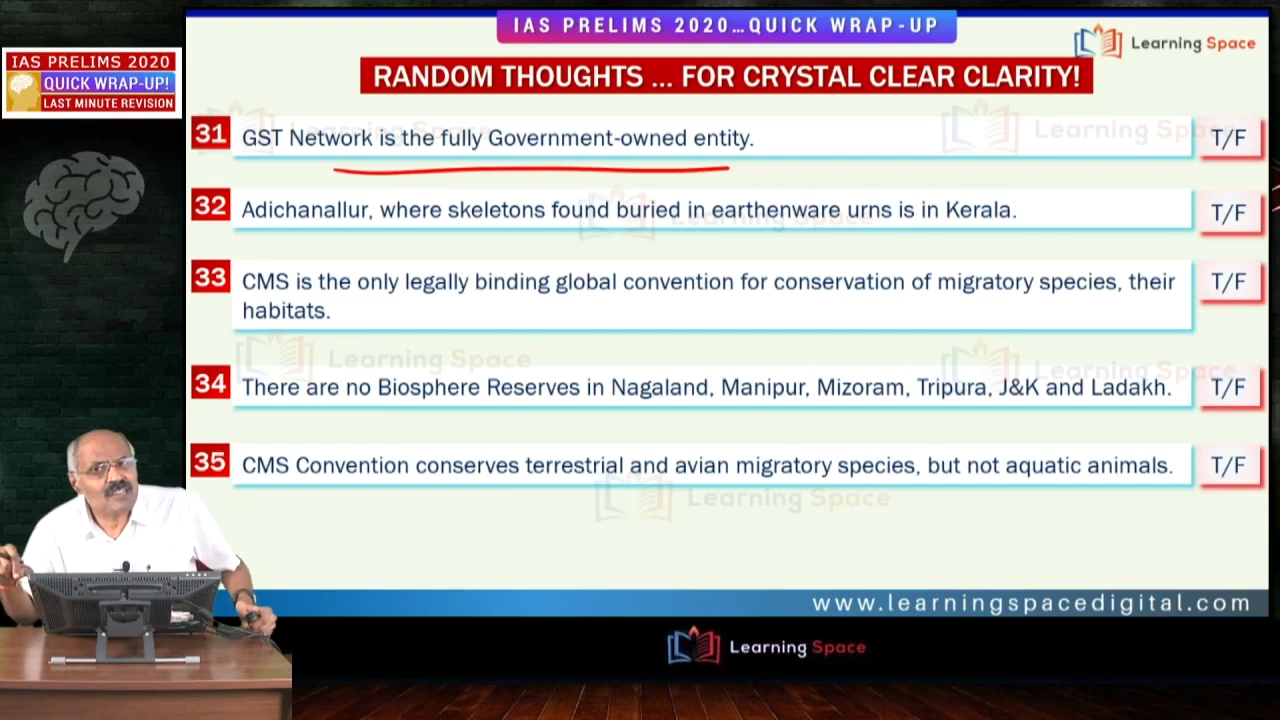 IAS PRELIMS 2020...QUICK WRAP-UP
Learning Space
IAS PRELIMS 2020
QUICK WRAP-UP!
LAST MINUTE REVISION
RANDOM THOUGHTS ... FOR CRYSTAL CLEAR CLARITY!
31 GST Network is the fully Government-owned entity. T/F
32 Adichanallur, where skeletons found buried in earthenware urns is in Kerala. T/F
33 CMS is the only legally binding global convention for conservation of migratory species, their T/F
habitats.
Learning Space
34 There are no Biosphere Reserves in Nagaland, Manipur, Mizoram, Tripura, J&K and Ladakh. T/F
35 CMS Convention conserves terrestrial and avian migratory species, but not aquatic animals. T/F
Learning Space
www.learningspacedigital.com
Learning Space